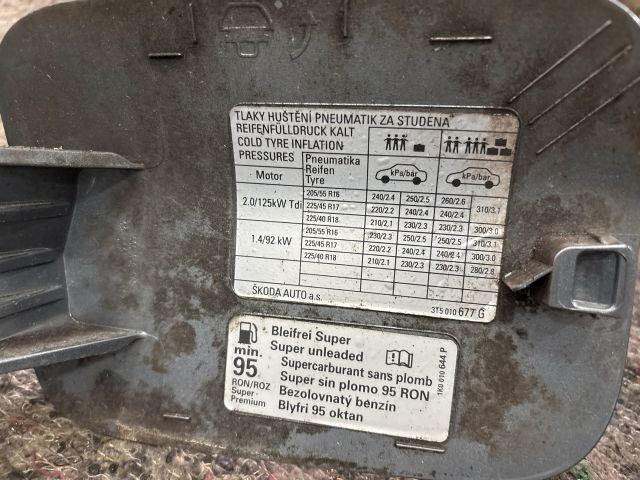 TLAKY HUŠTĚNÍ PNEUMATIK ZA STUDENA
REIFENFÜLLDRUCK KALT
COLD TYRE INFLATION
PRESSURES
Motor
Pneumatika
Reifen
Tyre
kPa/bar
kPa/bar
2.0/125kW Tdi
205/55 R16 240/2.4 250/2.5 260/2.6 310/3.1
225/45 R17 220/2.2 240/2.4 240/2.4
225/40 R18 210/2.1 230/2.3 230/2.3 300/3.0
1.4/92 kW
205/55 R16 230/2.3 250/2.5 250/2.5 310/3.1
225/45 R17 220/2.2 240/2.4 240/2.4 300/3.0
225/40 R18 210/2.1 230/2.3 230/2.3 280/2.8
ŠKODA AUTO a.s.
3T5 010 677 G
min.
95
RON/ROZ
Super
Premium
Bleifrei Super
Super unleaded
Supercarburant sans plomb
Super sin plomo 95 RON
Bezolovnatý benzín
Blyfri 95 oktan
1K0 010 644 P